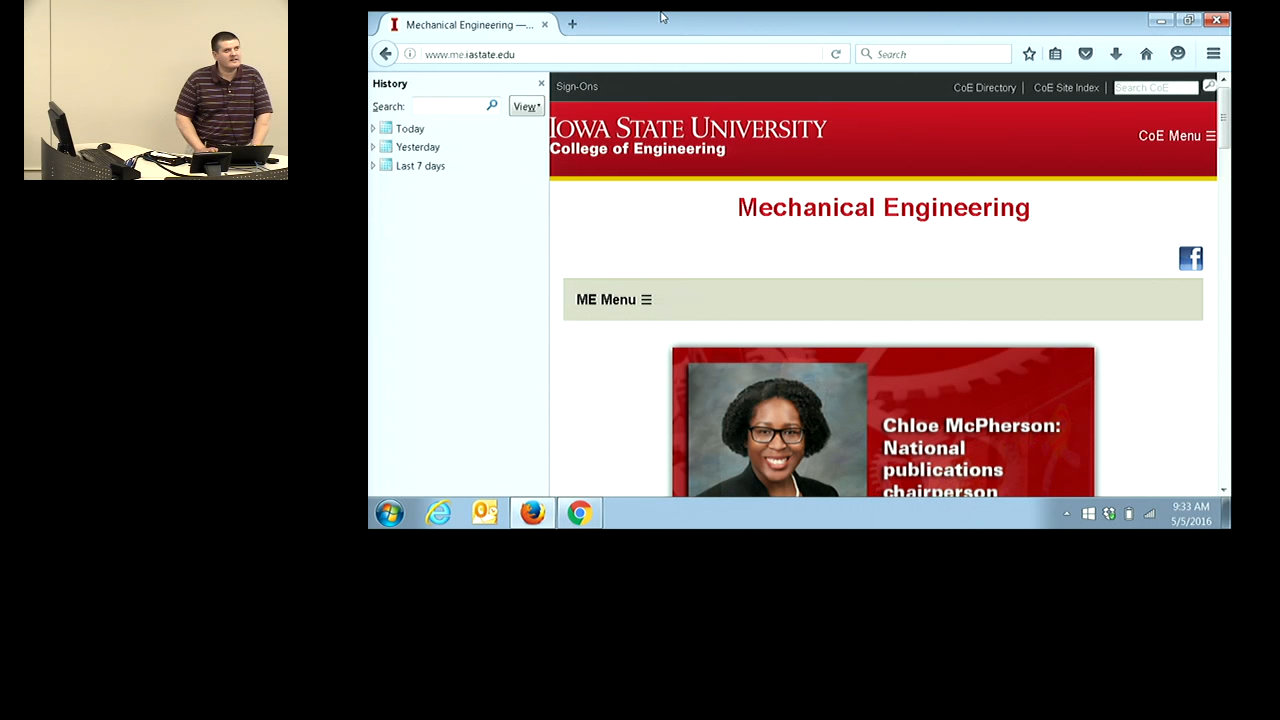 Mechanical Engineering —...
www.me.iastate.edu
Search
History
Search:
View
Today
Yesterday
Last 7 days
Sign-Ons
CoE Directory |
CoE Site Index |
Search CoE
IOWA STATE UNIVERSITY
College of Engineering
CoE Menu ☰
Mechanical Engineering
f
ME Menu ☰
Chloe McPherson:
National
publications
chairperson
9:33 AM
5/5/2016